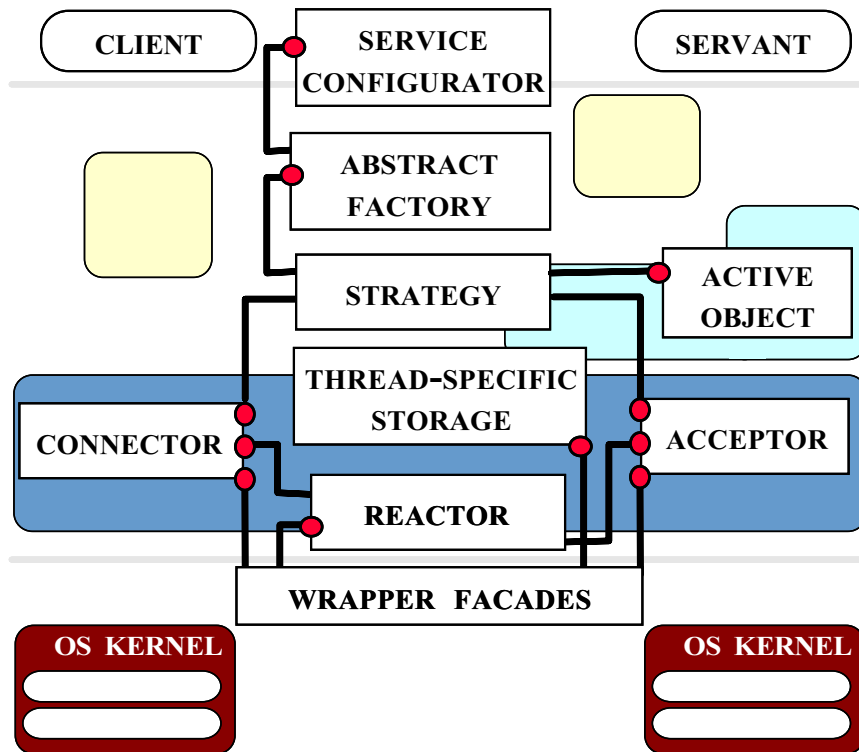 CLIENT
SERVICE
CONFIGURATOR
SERVANT
ABSTRACT
FACTORY
STRATEGY
ACTIVE
OBJECT
THREAD-SPECIFIC
STORAGE
CONNECTOR
ACCEPTOR
REACTOR
WRAPPER FACADES
OS KERNEL
OS KERNEL